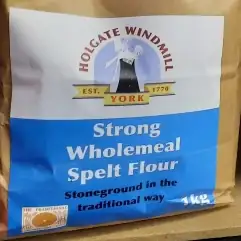 HOLGATE WINDMILL
EST. 1770
YORK
Strong
Wholemeal
Spelt Flour
Stoneground in the
traditional way
1kg